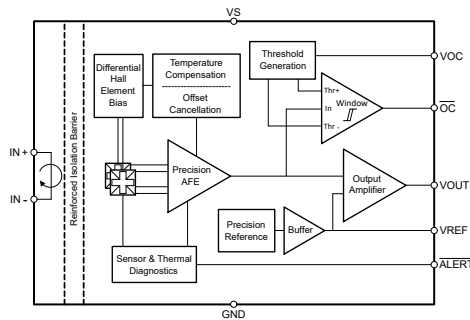 VS
Differential
Hall
Element
Bias
Temperature
Compensation
Offset
Cancellation
Threshold
Generation
VOC
Thr+
In
Window
Thr -
OC
IN +
IN -
Reinforced Isolation Barrier
Precision
AFE
Output
Amplifier
VOUT
Precision
Reference
Buffer
VREF
Sensor & Thermal
Diagnostics
ALERT
GND